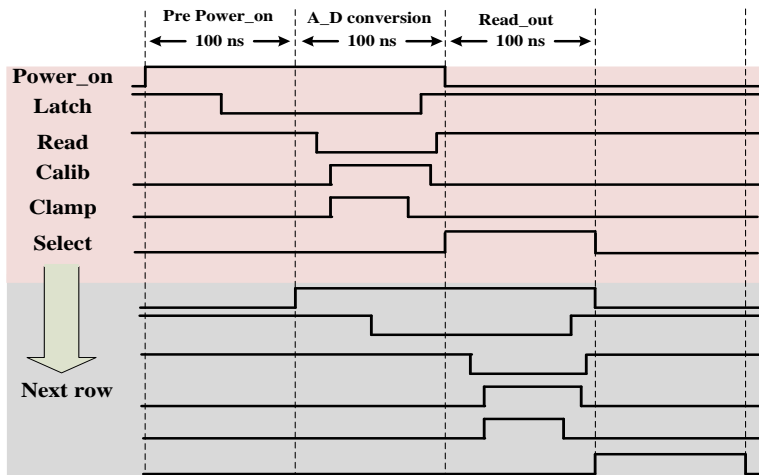 Pre Power_on A_D conversion Read_out
100 ns 100 ns 100 ns
Power_on
Latch
Read
Calib
Clamp
Select
Next row